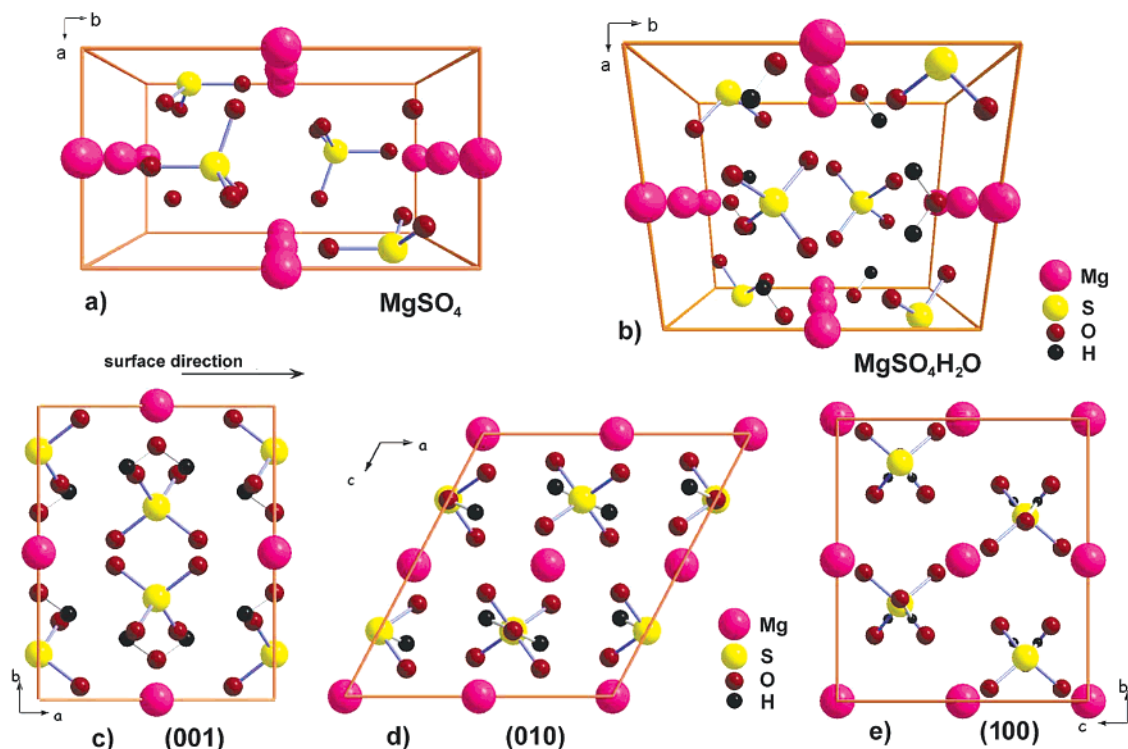 b
a
a)
MgSO₄
b
a
b)
MgSO₄H₂O
Mg
S
O
H
surface direction
b
a
c)
(001)
a
c
d)
(010)
Mg
S
O
H
b
c
e)
(100)